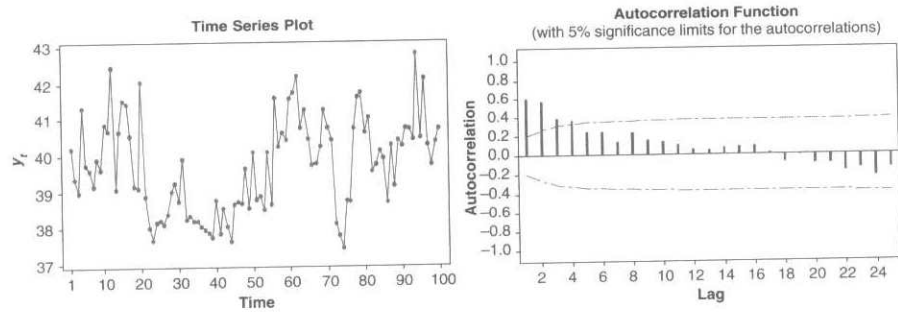 Time Series Plot
43
42
41
40
39
38
37
y_t
1 10 20 30 40 50 60 70 80 90 100
Time
Autocorrelation Function
(with 5% significance limits for the autocorrelations)
1.0
0.8
0.6
0.4
0.2
0.0
−0.2
−0.4
−0.6
−0.8
−1.0
Autocorrelation
2 4 6 8 10 12 14 16 18 20 22 24
Lag